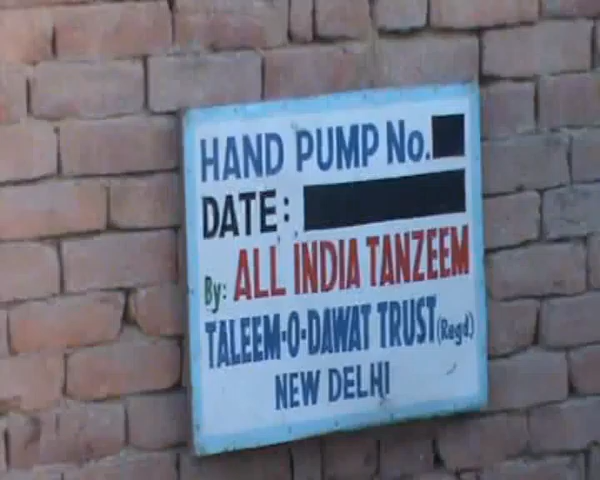 HAND PUMP No.
DATE:
By: ALL INDIA TANZEEM
TALEEM-O-DAWAT TRUST (Regd)
NEW DELHI